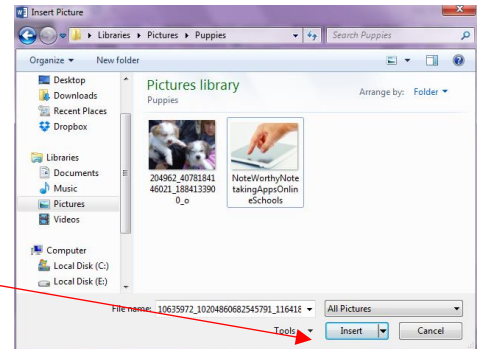 Insert Picture
Libraries Pictures Puppies
Search Puppies
Organize New folder
Desktop
Downloads
Recent Places
Dropbox
Libraries
Documents
Music
Pictures
Videos
Computer
Local Disk (C:)
Local Disk (E:)
Pictures library
Puppies
Arrange by: Folder
204962_40781841
46021_188413390
0_o
NoteWorthyNote
takingAppsOnlin
eSchools
File name: 10635972_10204860682545791_116418
All Pictures
Tools
Insert
Cancel